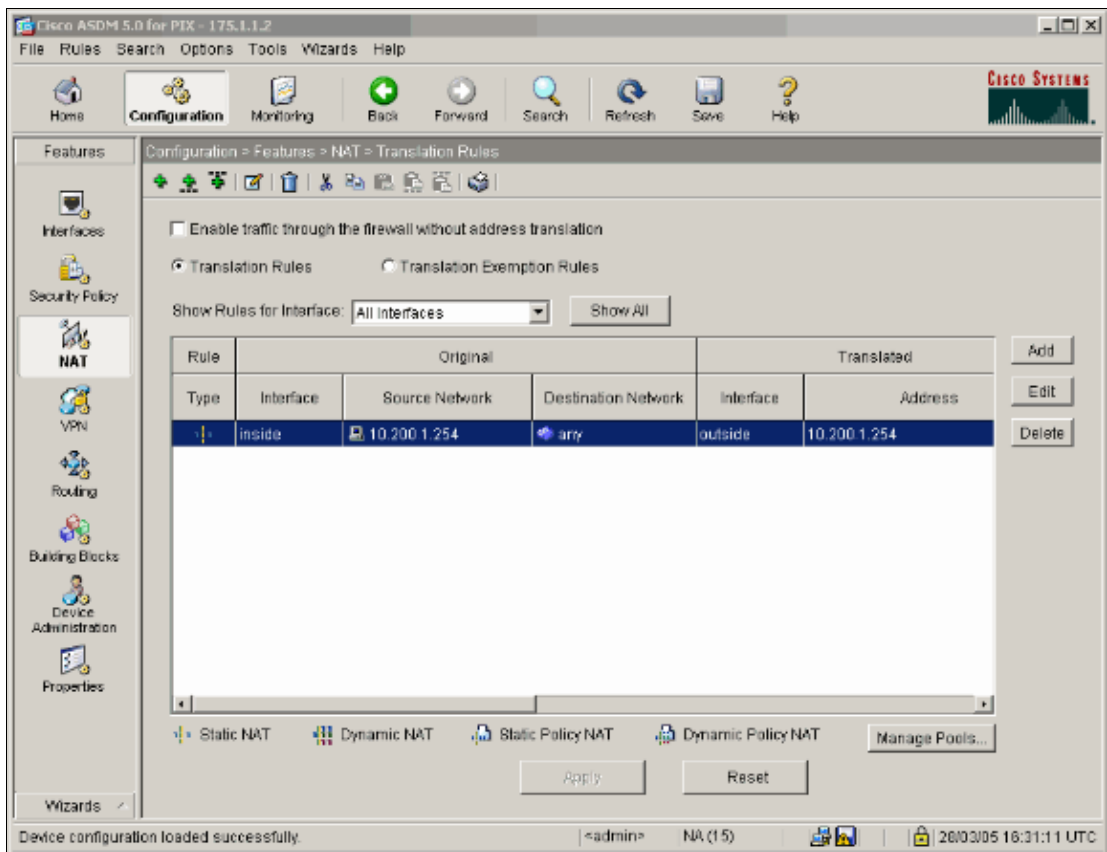 Cisco ASDM 5.0 for PIX - 175.1.1.2
File Rules Search Options Tools Wizards Help
Home Configuration Monitoring Back Forward Search Refresh Save Help
CISCO SYSTEMS
Features
Configuration > Features > NAT > Translation Rules
Interfaces
Security Policy
NAT
VPN
Routing
Building Blocks
Device Administration
Properties
Wizards
Enable traffic through the firewall without address translation
Translation Rules Translation Exemption Rules
Show Rules for Interface: All Interfaces Show All
Rule Original Translated
Type Interface Source Network Destination Network Interface Address
inside 10.200.1.254 any outside 10.200.1.254
Add
Edit
Delete
Static NAT Dynamic NAT Static Policy NAT Dynamic Policy NAT Manage Pools...
Apply Reset
Device configuration loaded successfully. <admin> NA (15) 28/03/05 16:31:11 UTC